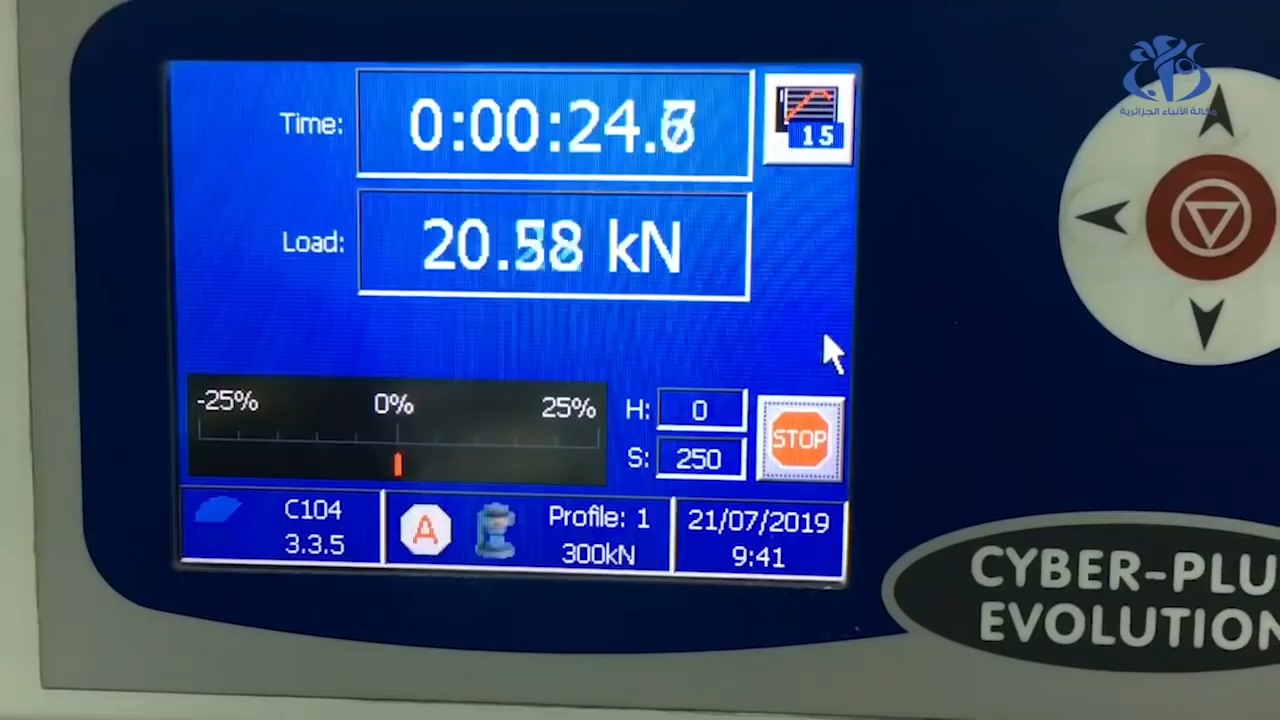 وكالة الأنباء الجزائرية
Time:
0:00:24.
15
Load:
20.58 kN
-25% 0% 25%
H: 0
S: 250
STOP
C104
3.3.5
A
Profile: 1
300kN
21/07/2019
9:41
CYBER-PLU
EVOLUTION